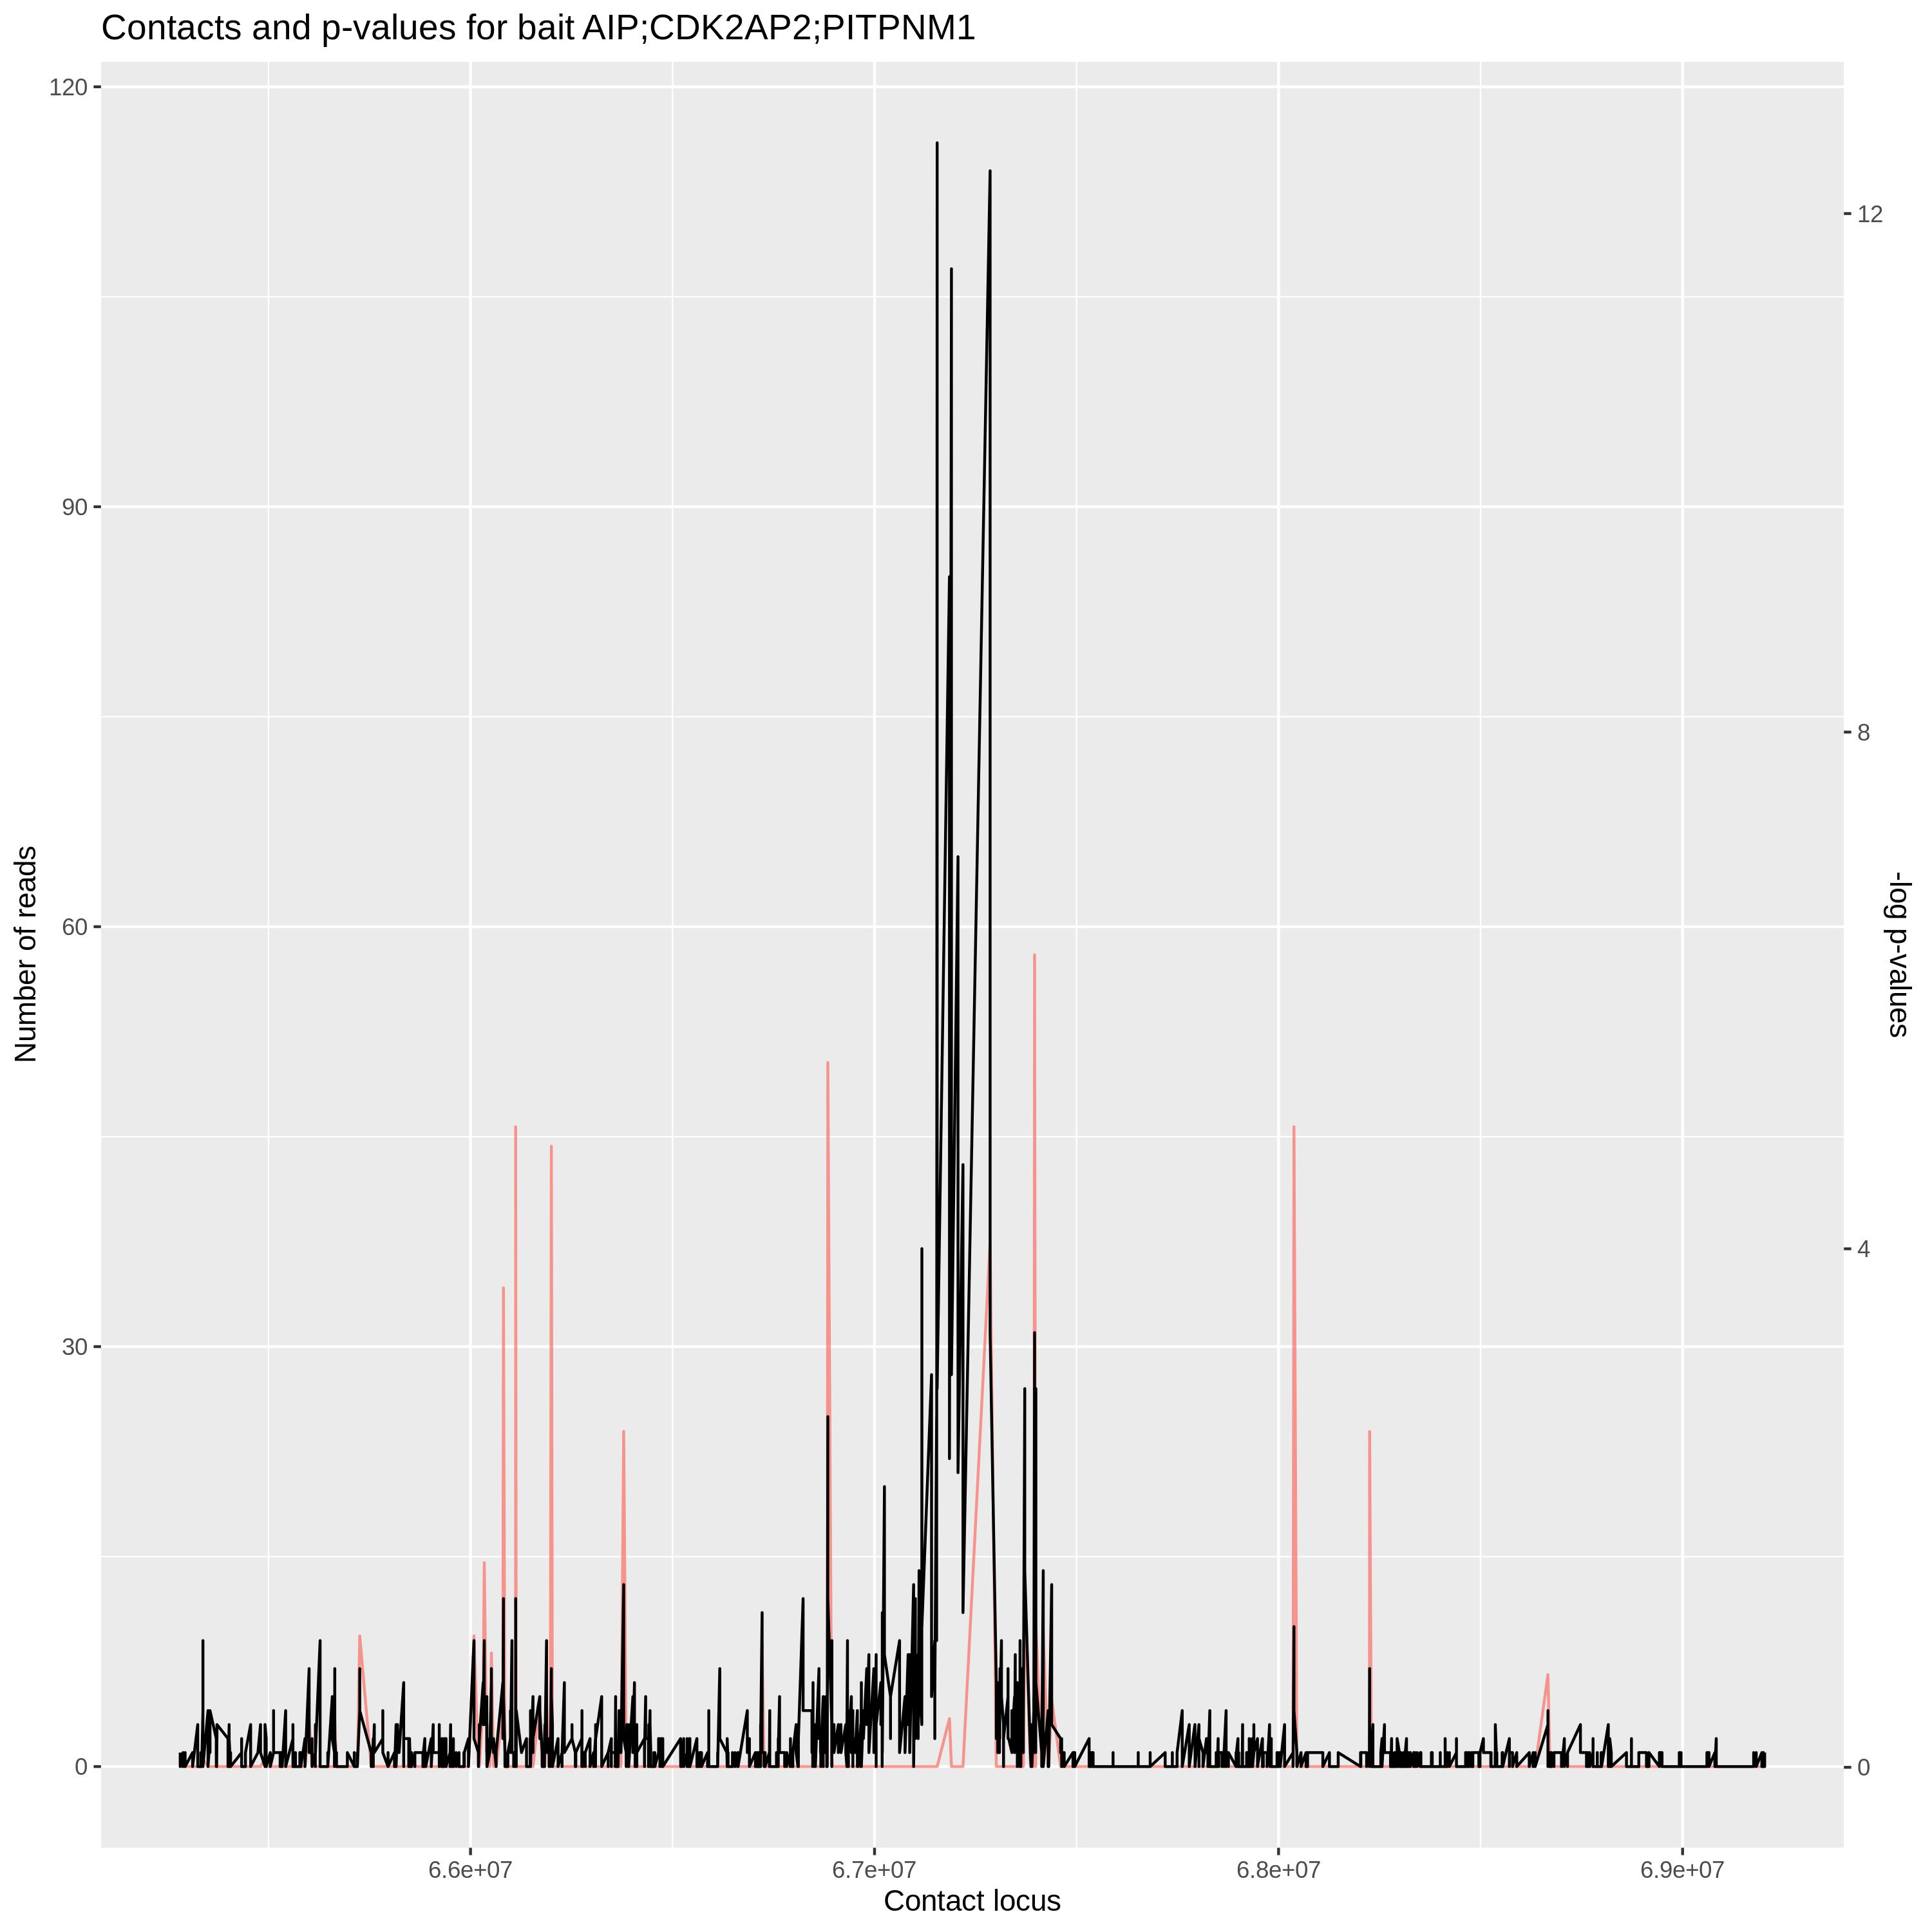 Contacts and p-values for bait AIP;CDK2AP2;PITPNM1
120
90
60
30
0
Number of reads
12
8
4
0
-log p-values
6.6e+07 6.7e+07 6.8e+07 6.9e+07
Contact locus